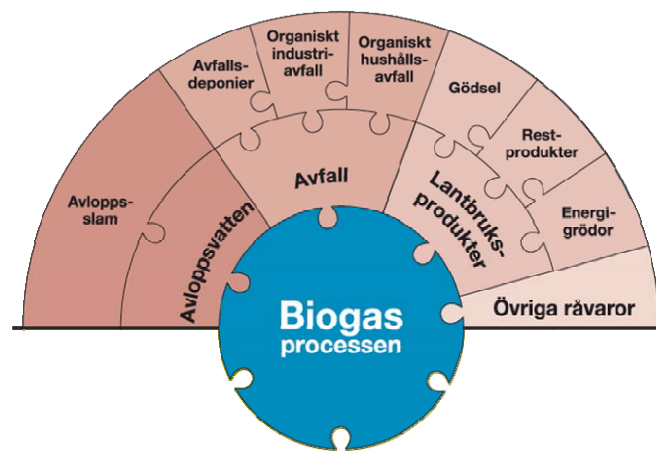 Organiskt
industri-
avfall
Organiskt
hushålls-
avfall
Avfalls-
deponier
Gödsel
Rest-
produkter
Avfall
Avlopps-
slam
Avloppsvatten
Lantbruks-
produkter
Energi-
grödor
Övriga råvaror
Biogas
processen